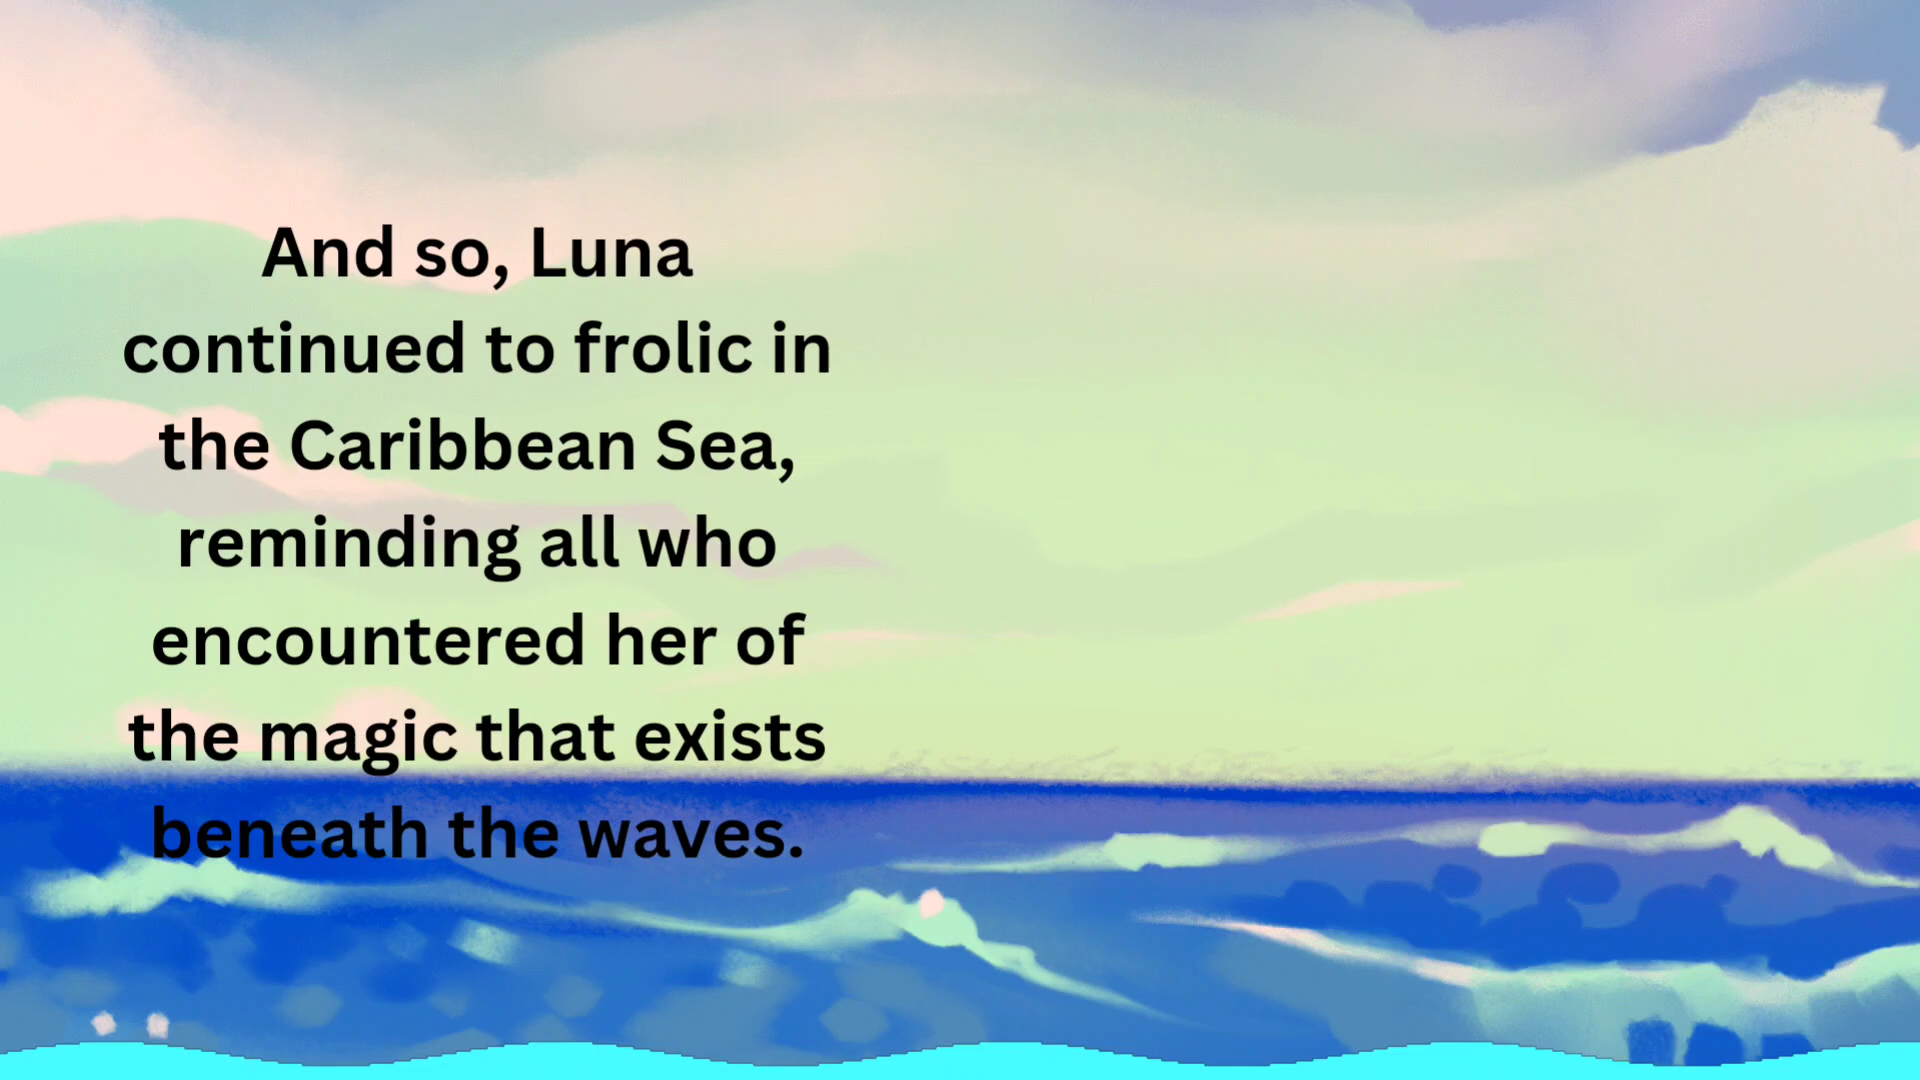 And so, Luna
continued to frolic in
the Caribbean Sea,
reminding all who
encountered her of
the magic that exists
beneath the waves.